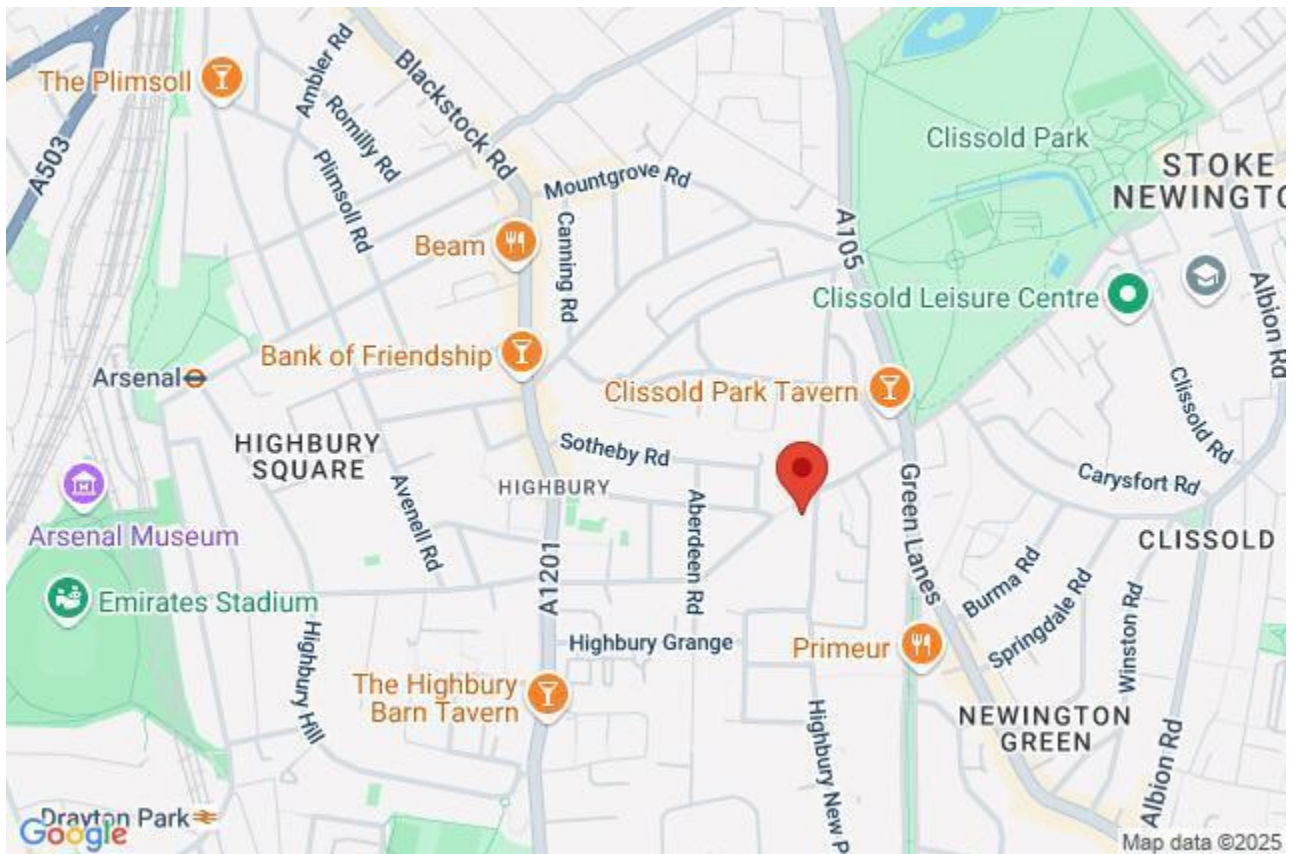 The Plimsoll
A503
Ambler Rd
Romilly Rd
Plimsoll Rd
Blackstock Rd
Mountgrove Rd
Canning Rd
Beam
A105
Clissold Park
STOKE
NEWINGTO
Clissold Leisure Centre
Albion Rd
Bank of Friendship
Arsenal
Clissold Park Tavern
Clissold Rd
HIGHBURY
SQUARE
Sotheby Rd
HIGHBURY
Avenell Rd
Aberdeen Rd
Green Lanes
Carysfort Rd
Arsenal Museum
CLISSOLD
A1201
Emirates Stadium
Burma Rd
Springdale Rd
Winston Rd
Highbury Hill
Highbury Grange
Primeur
The Highbury
Barn Tavern
Highbury New P
NEWINGTON
GREEN
Albion Rd
Drayton Park
Google
Map data ©2025